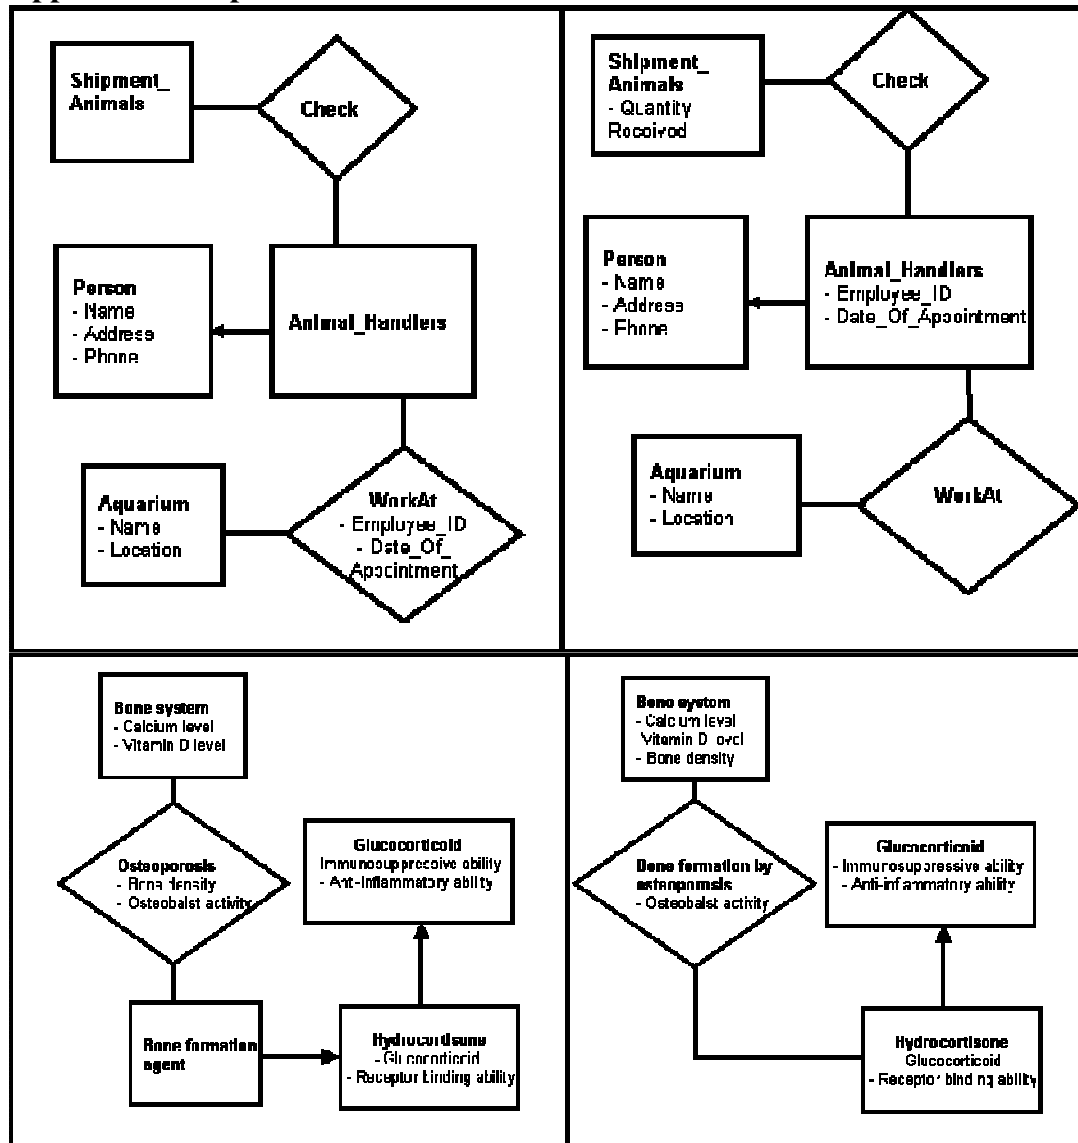 Shipment_
Animals
Check
Person
- Name
- Address
- Phone
Animal_Handlers
Aquarium
- Name
- Location
WorkAt
- Employee_ID
- Date_Of_
Appointment
Shipment_
Animals
- Quantity
Received
Check
Person
- Name
- Address
- Phone
Animal_Handlers
- Employee_ID
- Date_Of_Appointment
Aquarium
- Name
- Location
WorkAt
Bone system
- Calcium level
- Vitamin D level
Osteoporosis
- Bone density
- Osteobalst activity
Glucocorticoid
Immunosuppressive ability
- Anti-inflammatory ability
Bone formation
agent
Hydrocortisone
- Glucocorticoid
- Receptor binding ability
Bone system
- Calcium level
Vitamin D level
- Bone density
Bone formation by
osteoporosis
- Osteobalst activity
Glucocorticoid
- Immunosuppressive ability
- Anti-inflammatory ability
Hydrocortisone
Glucocorticoid
- Receptor binding ability